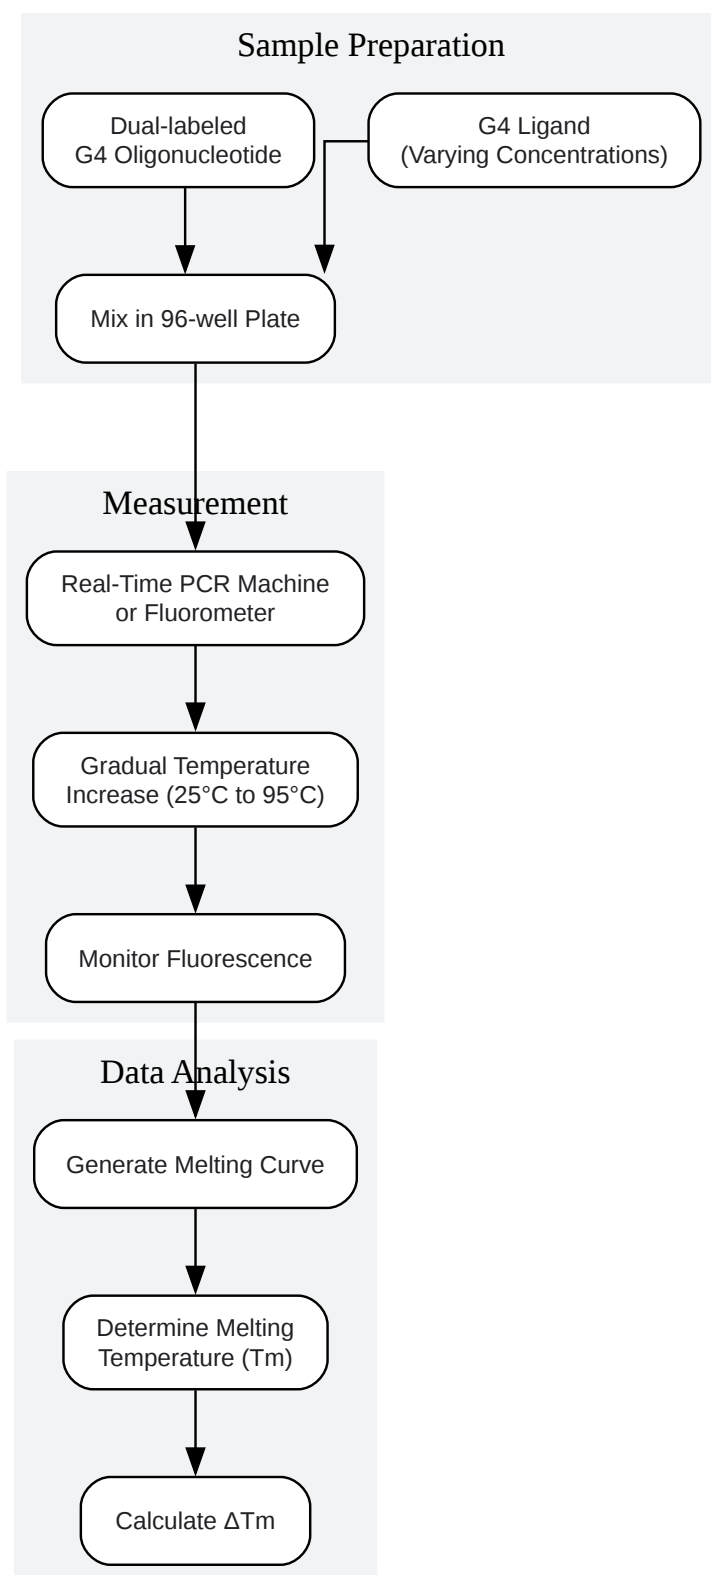 Sample Preparation
Dual-labeled
G4 Oligonucleotide
G4 Ligand
(Varying Concentrations)
Mix in 96-well Plate
Measurement
Real-Time PCR Machine
or Fluorometer
Gradual Temperature
Increase (25°C to 95°C)
Monitor Fluorescence
Data Analysis
Generate Melting Curve
Determine Melting
Temperature (Tm)
Calculate ΔTm